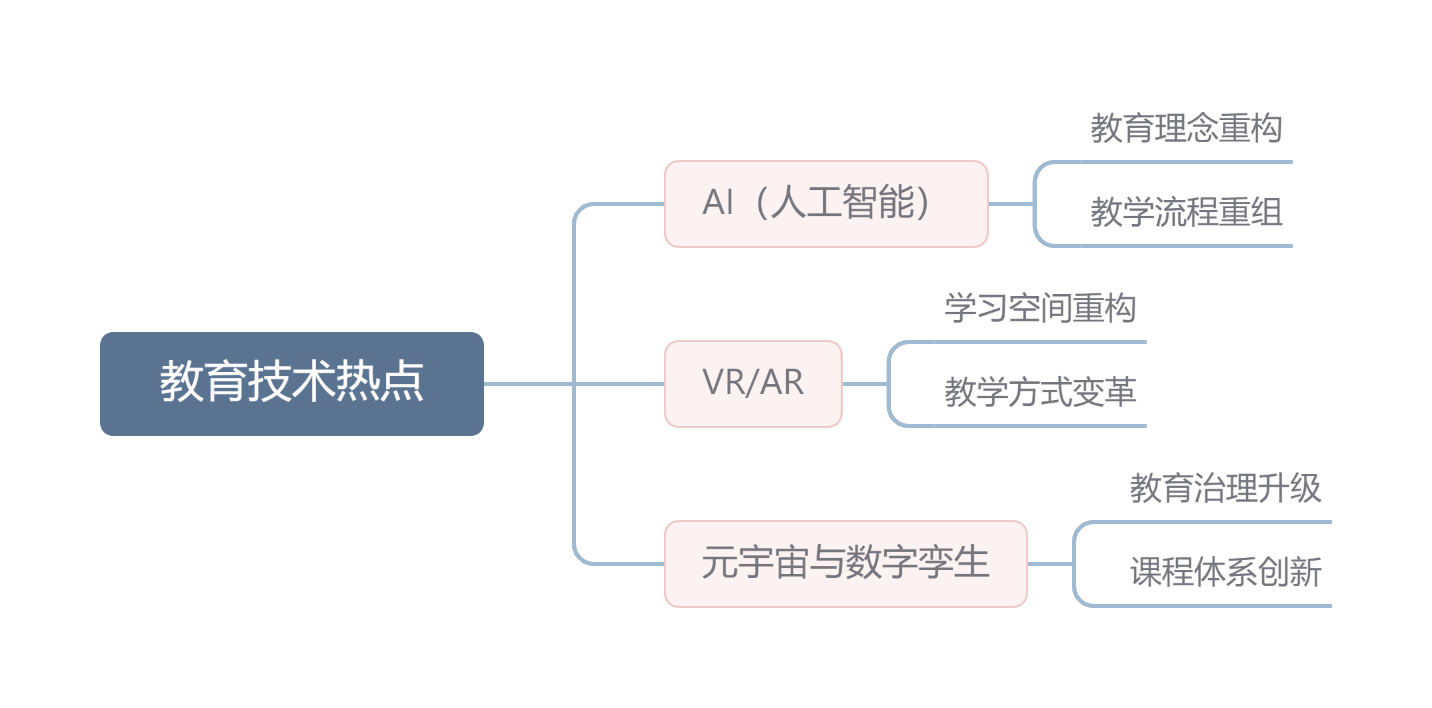 教育技术热点
AI（人工智能）
教育理念重构
教学流程重组
VR/AR
学习空间重构
教学方式变革
元宇宙与数字孪生
教育治理升级
课程体系创新